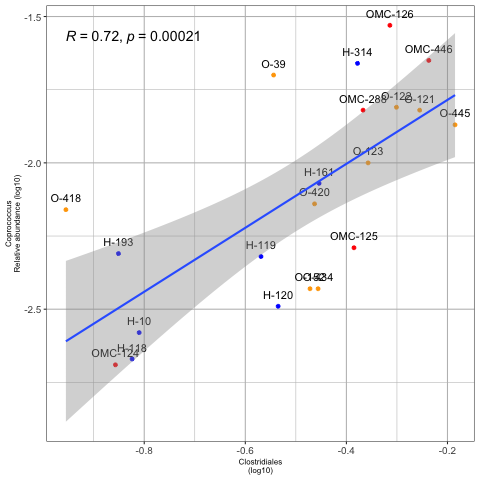 -1.5
-2.0
-2.5
Coprococcus
Relative abundance (log10)
R = 0.72, p = 0.00021
OMC-126
OMC-446
H-314
O-39
OMC-288
O-122
O-121
O-445
O-123
H-161
O-420
O-418
OMC-125
H-193
H-119
H-120
H-10
H-118
OMC-124
-0.8
-0.6
-0.4
-0.2
Clostridiales
(log10)